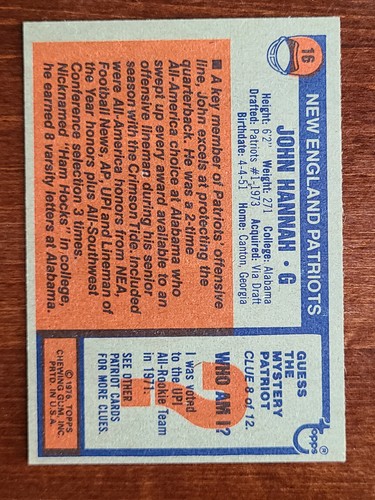 16
NEW ENGLAND PATRIOTS
JOHN HANNAH • G
Height: 6'2" Weight: 271 College: Alabama
Drafted: Patriots #1-1973 Acquired: Via Draft
Birthdate: 4-4-51 Home: Canton, Georgia
■ A key member of Patriots' offensive
line, John excels at protecting the
quarterback. He was a 2-time
All-America choice at Alabama who
swept up every award available to an
offensive lineman during his senior
season with the Crimson Tide. Included
were All-America honors from NEA,
Football News, AP, UPI and Lineman of
the Year honors plus All-Southwest
Conference selection 3 times.
Nicknamed "Ham Hocks" in college,
he earned 8 varsity letters at Alabama.
TOPPS ®
GUESS
THE
MYSTERY
PATRIOT
CLUE 8 of 12.
?
WHO AM I?
I was voted
to the UPI
All-Rookie Team
in 1971.
SEE OTHER
PATRIOT CARDS
FOR MORE CLUES.
© 1976, TOPPS
CHEWING GUM, INC.
PRTD. IN U.S.A.